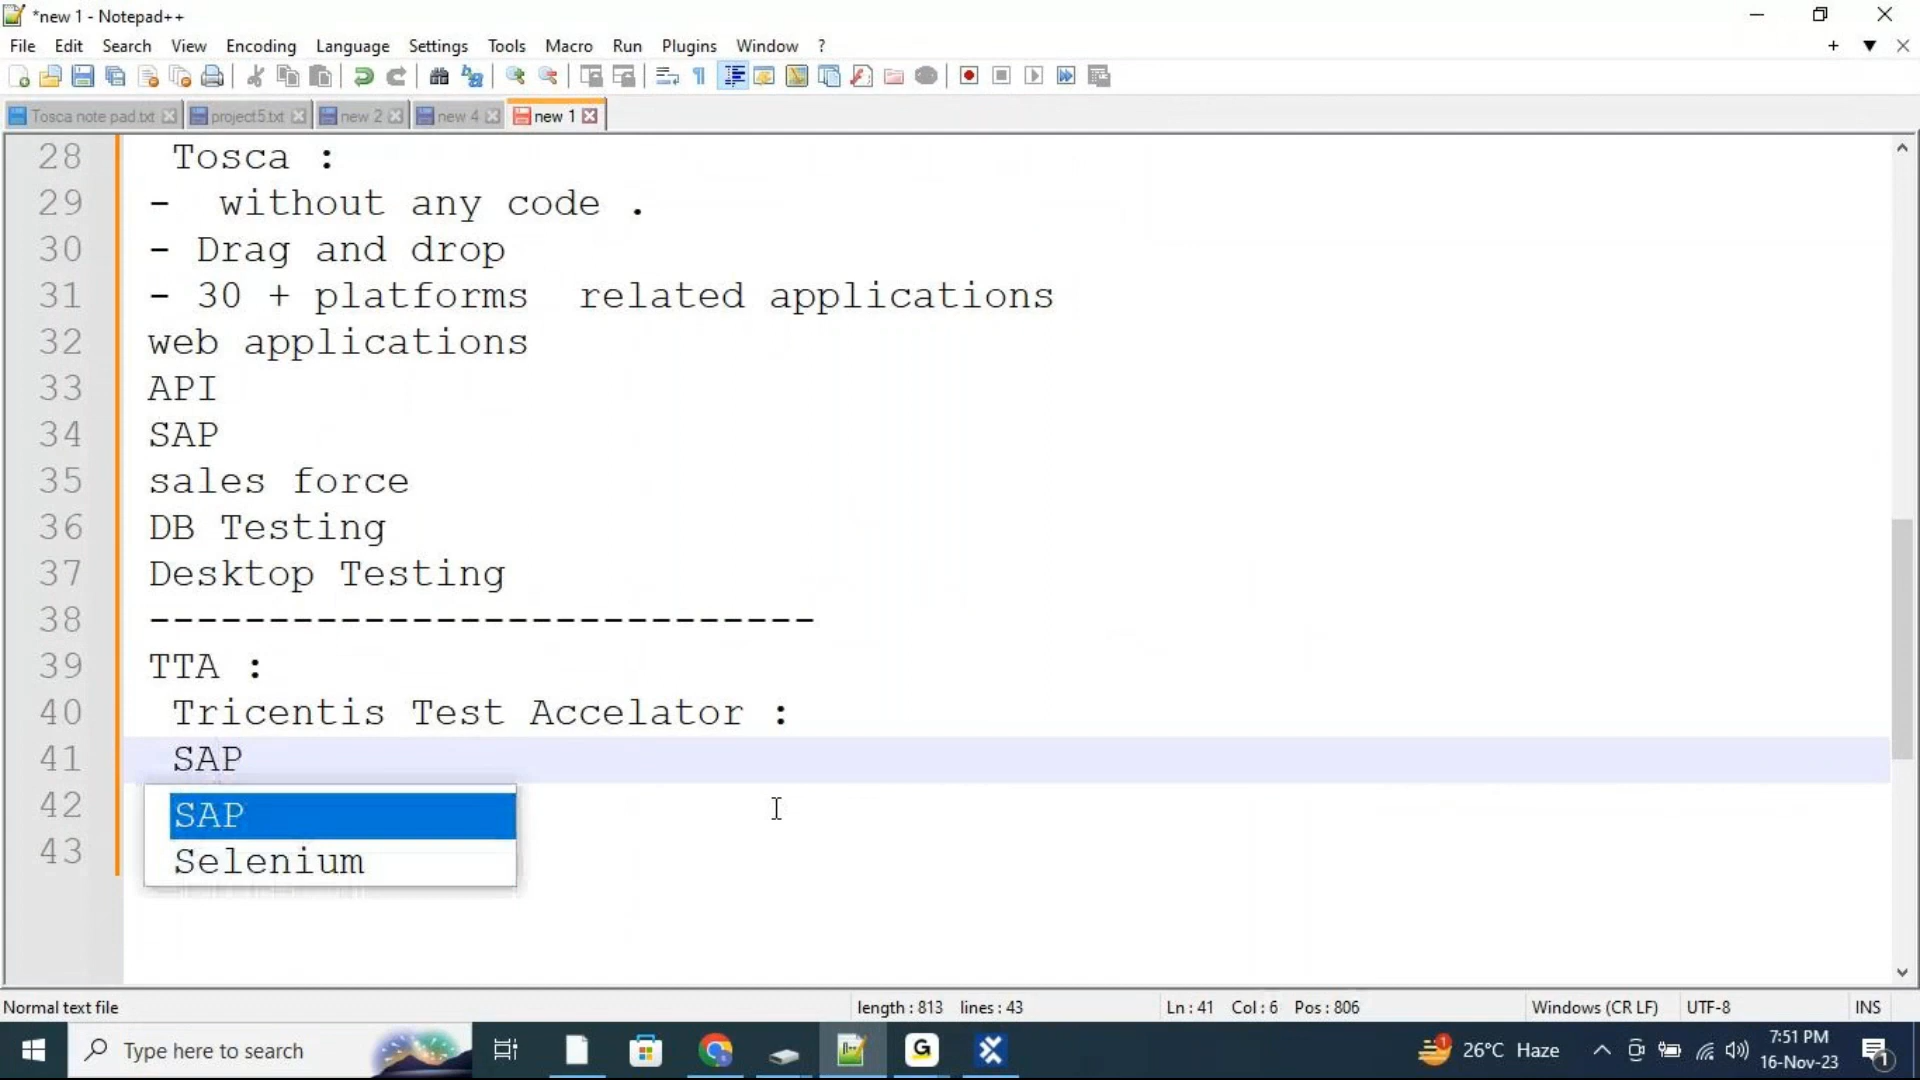 *new 1 - Notepad++
File Edit Search View Encoding Language Settings Tools Macro Run Plugins Window ?
Tosca note pad.txt project5.txt new 2 new 4 new 1
28 Tosca :
29 - without any code .
30 - Drag and drop
31 - 30 + platforms related applications
32 web applications
33 API
34 SAP
35 sales force
36 DB Testing
37 Desktop Testing
38 ----------------------------
39 TTA :
40 Tricentis Test Accelator :
41 SAP
42 SAP
43 Selenium
Normal text file length : 813 lines : 43 Ln : 41 Col : 6 Pos : 806 Windows (CR LF) UTF-8 INS
Type here to search 26°C Haze 7:51 PM
16-Nov-23 1